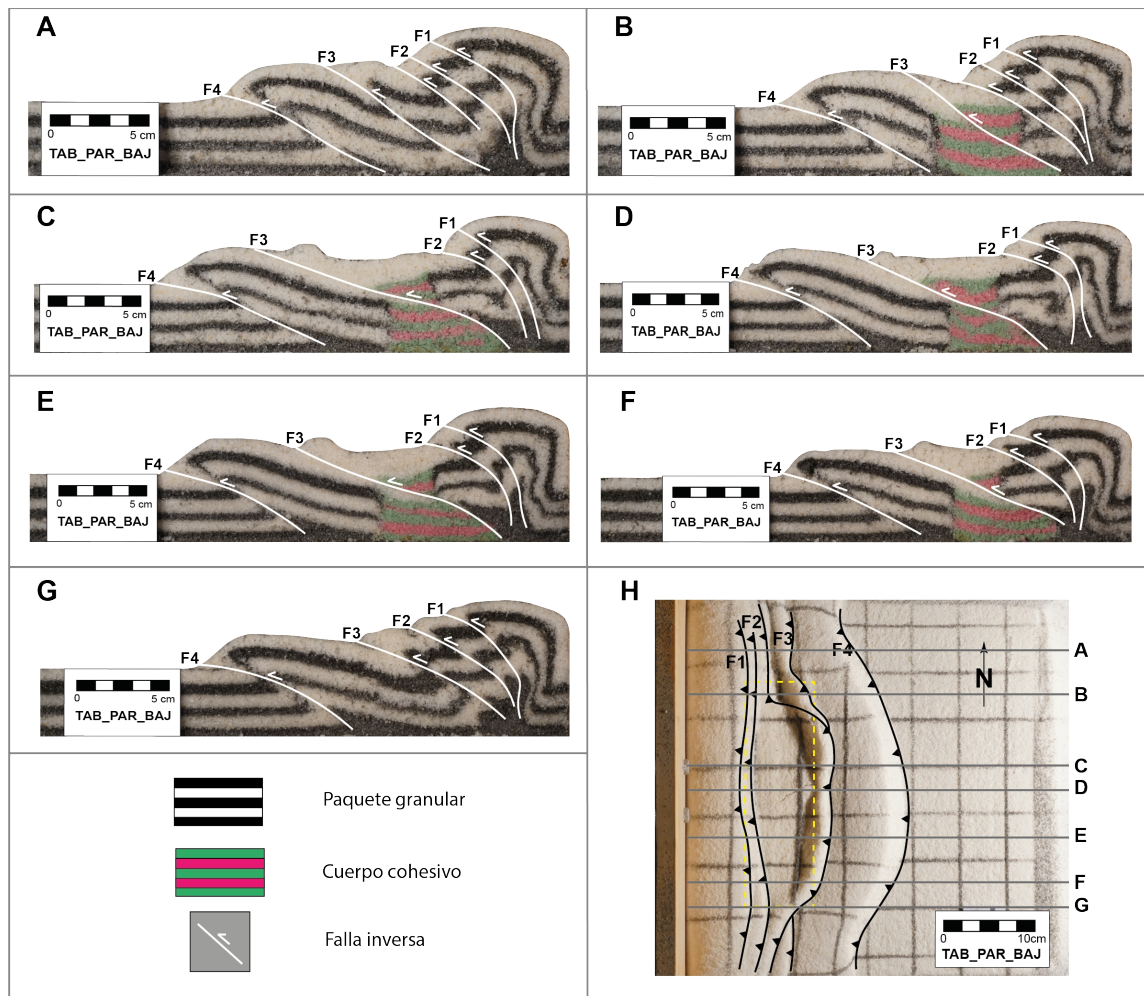 A
F1
F2
F3
F4
0 5 cm
TAB_PAR_BAJ
B
F1
F2
F3
F4
0 5 cm
TAB_PAR_BAJ
C
F1
F2
F3
F4
0 5 cm
TAB_PAR_BAJ
D
F1
F2
F3
F4
0 5 cm
TAB_PAR_BAJ
E
F1
F2
F3
F4
0 5 cm
TAB_PAR_BAJ
F
F1
F2
F3
F4
0 5 cm
TAB_PAR_BAJ
G
F1
F2
F3
F4
0 5 cm
TAB_PAR_BAJ
H
F2
F3
F1
F4
N
A
B
C
D
E
F
G
0 10cm
TAB_PAR_BAJ
Paquete granular
Cuerpo cohesivo
Falla inversa